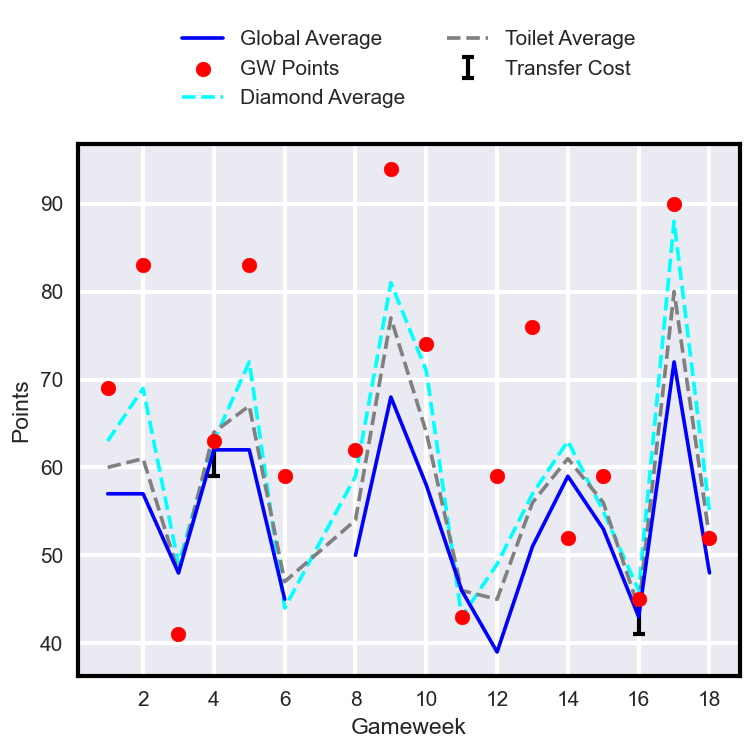 Global Average
GW Points
Diamond Average
Toilet Average
Transfer Cost
Points
90
80
70
60
50
40
2 4 6 8 10 12 14 16 18
Gameweek